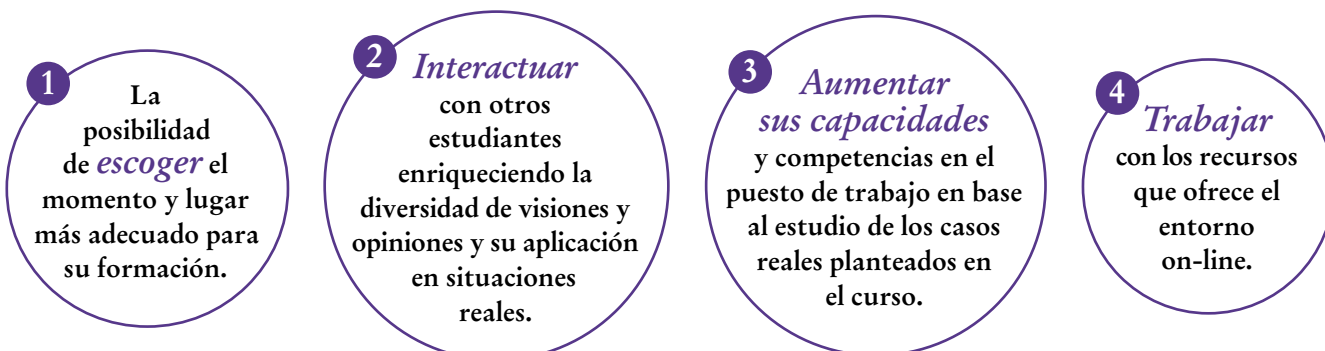 1
La
posibilidad
de escoger el
momento y lugar
más adecuado para
su formación.
2
Interactuar
con otros
estudiantes
enriqueciendo la
diversidad de visiones y
opiniones y su aplicación
en situaciones
reales.
3
Aumentar
sus capacidades
y competencias en el
puesto de trabajo en base
al estudio de los casos
reales planteados en
el curso.
4
Trabajar
con los recursos
que ofrece el
entorno
on-line.